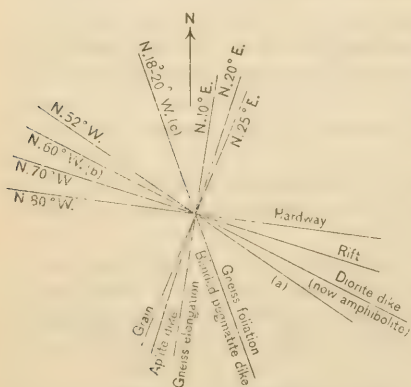 N
N.18-20° W. (c)
N.10° E.
N.20° E.
N.25° E.
N.52° W.
N.60° W. (b)
N.70° W
N.80° W.
Hardway
Rift
Diorite dike
(now amphibolite)
(a)
Gneiss foliation
Banded pegmatite dike
Gneiss elongation
Aplite dike
Grain